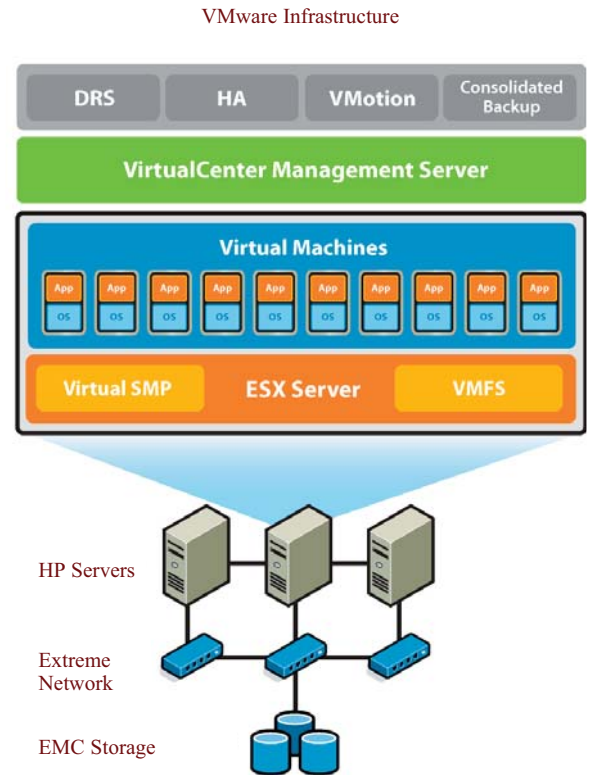 VMware Infrastructure
DRS
HA
VMotion
Consolidated
Backup
VirtualCenter Management Server
Virtual Machines
App App App App App App App App App App
OS OS OS OS OS OS OS OS OS OS
Virtual SMP
ESX Server
VMFS
HP Servers
Extreme
Network
EMC Storage